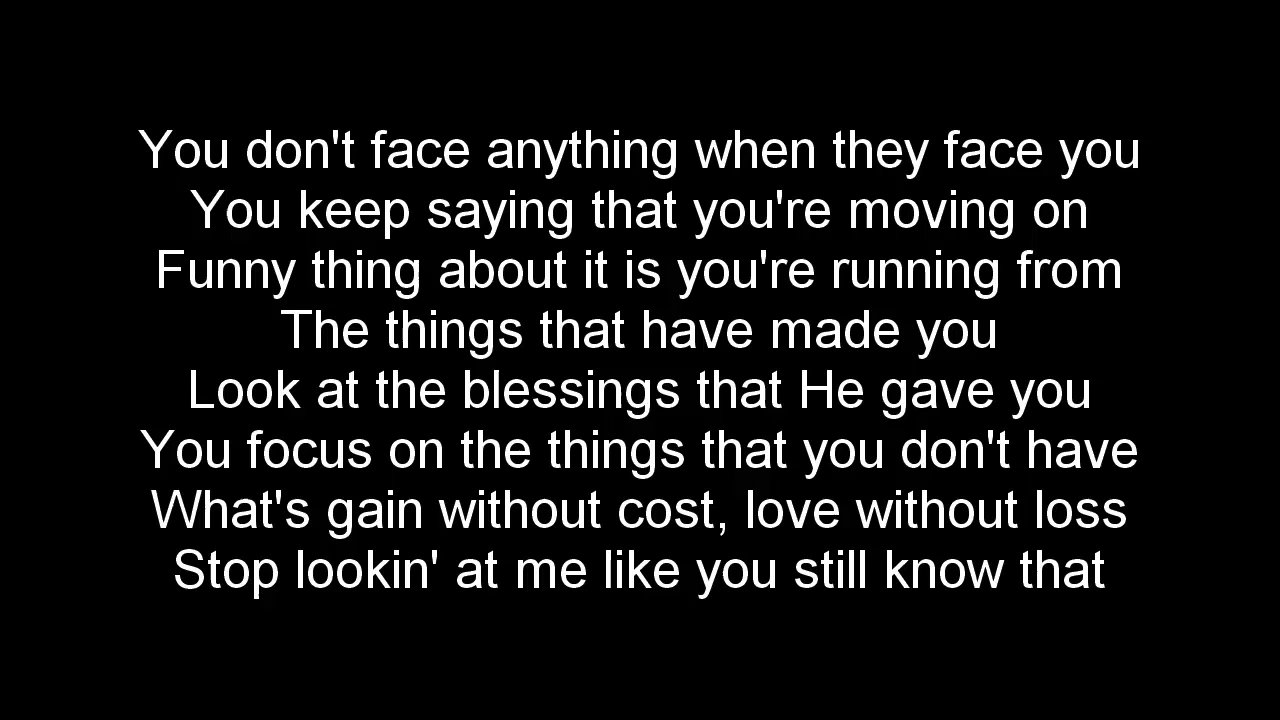 You don't face anything when they face you
You keep saying that you're moving on
Funny thing about it is you're running from
The things that have made you
Look at the blessings that He gave you
You focus on the things that you don't have
What's gain without cost, love without loss
Stop lookin' at me like you still know that